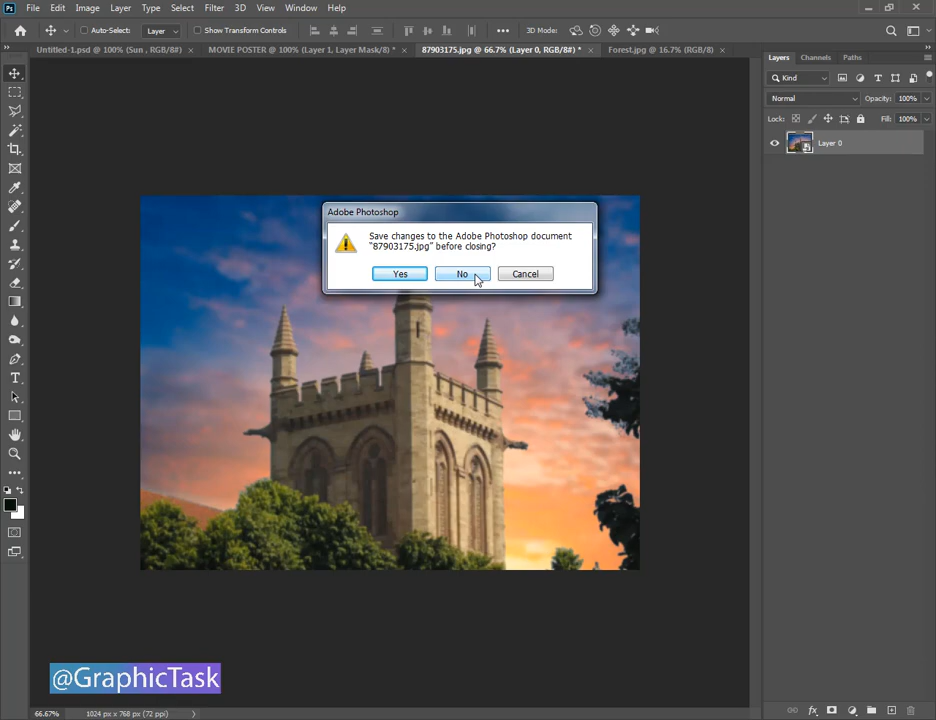 Ps File Edit Image Layer Type Select Filter 3D View Window Help
Auto-Select: Layer Show Transform Controls 3D Mode:
Untitled-1.psd @ 100% (Sun , RGB/8#) × MOVIE POSTER @ 100% (Layer 1, Layer Mask/8) * × 87903175.jpg @ 66.7% (Layer 0, RGB/8#) * × Forest.jpg @ 16.7% (RGB/8) ×
Layers Channels Paths
Kind
Normal Opacity: 100%
Lock: Fill: 100%
Layer 0
Adobe Photoshop
Save changes to the Adobe Photoshop document
"87903175.jpg" before closing?
Yes No Cancel
@GraphicTask
66.67% 1024 px x 768 px (72 ppi)
fx